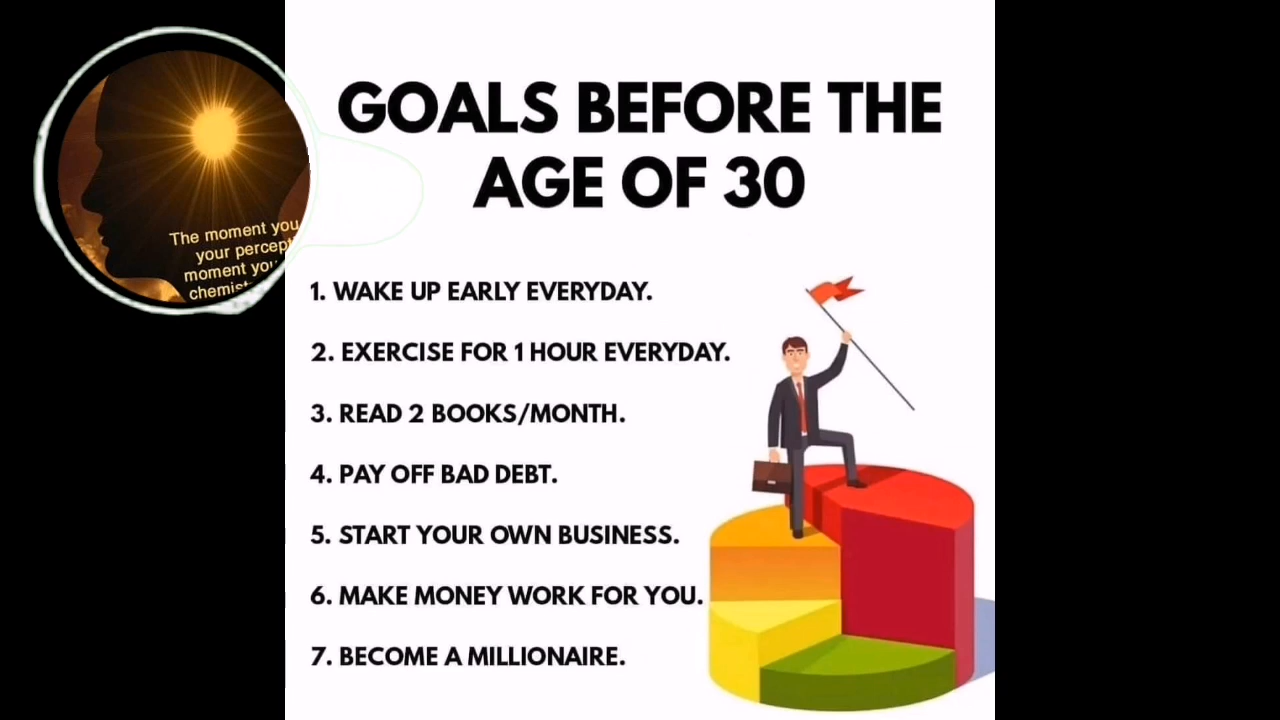 GOALS BEFORE THE
AGE OF 30
The moment you
your
moment
1. WAKE UP EARLY EVERYDAY.
2. EXERCISE FOR 1 HOUR EVERYDAY.
3. READ 2 BOOKS/MONTH.
4. PAY OFF BAD DEBT.
5. START YOUR OWN BUSINESS.
6. MAKE MONEY WORK FOR YOU.
7. BECOME A MILLIONAIRE.